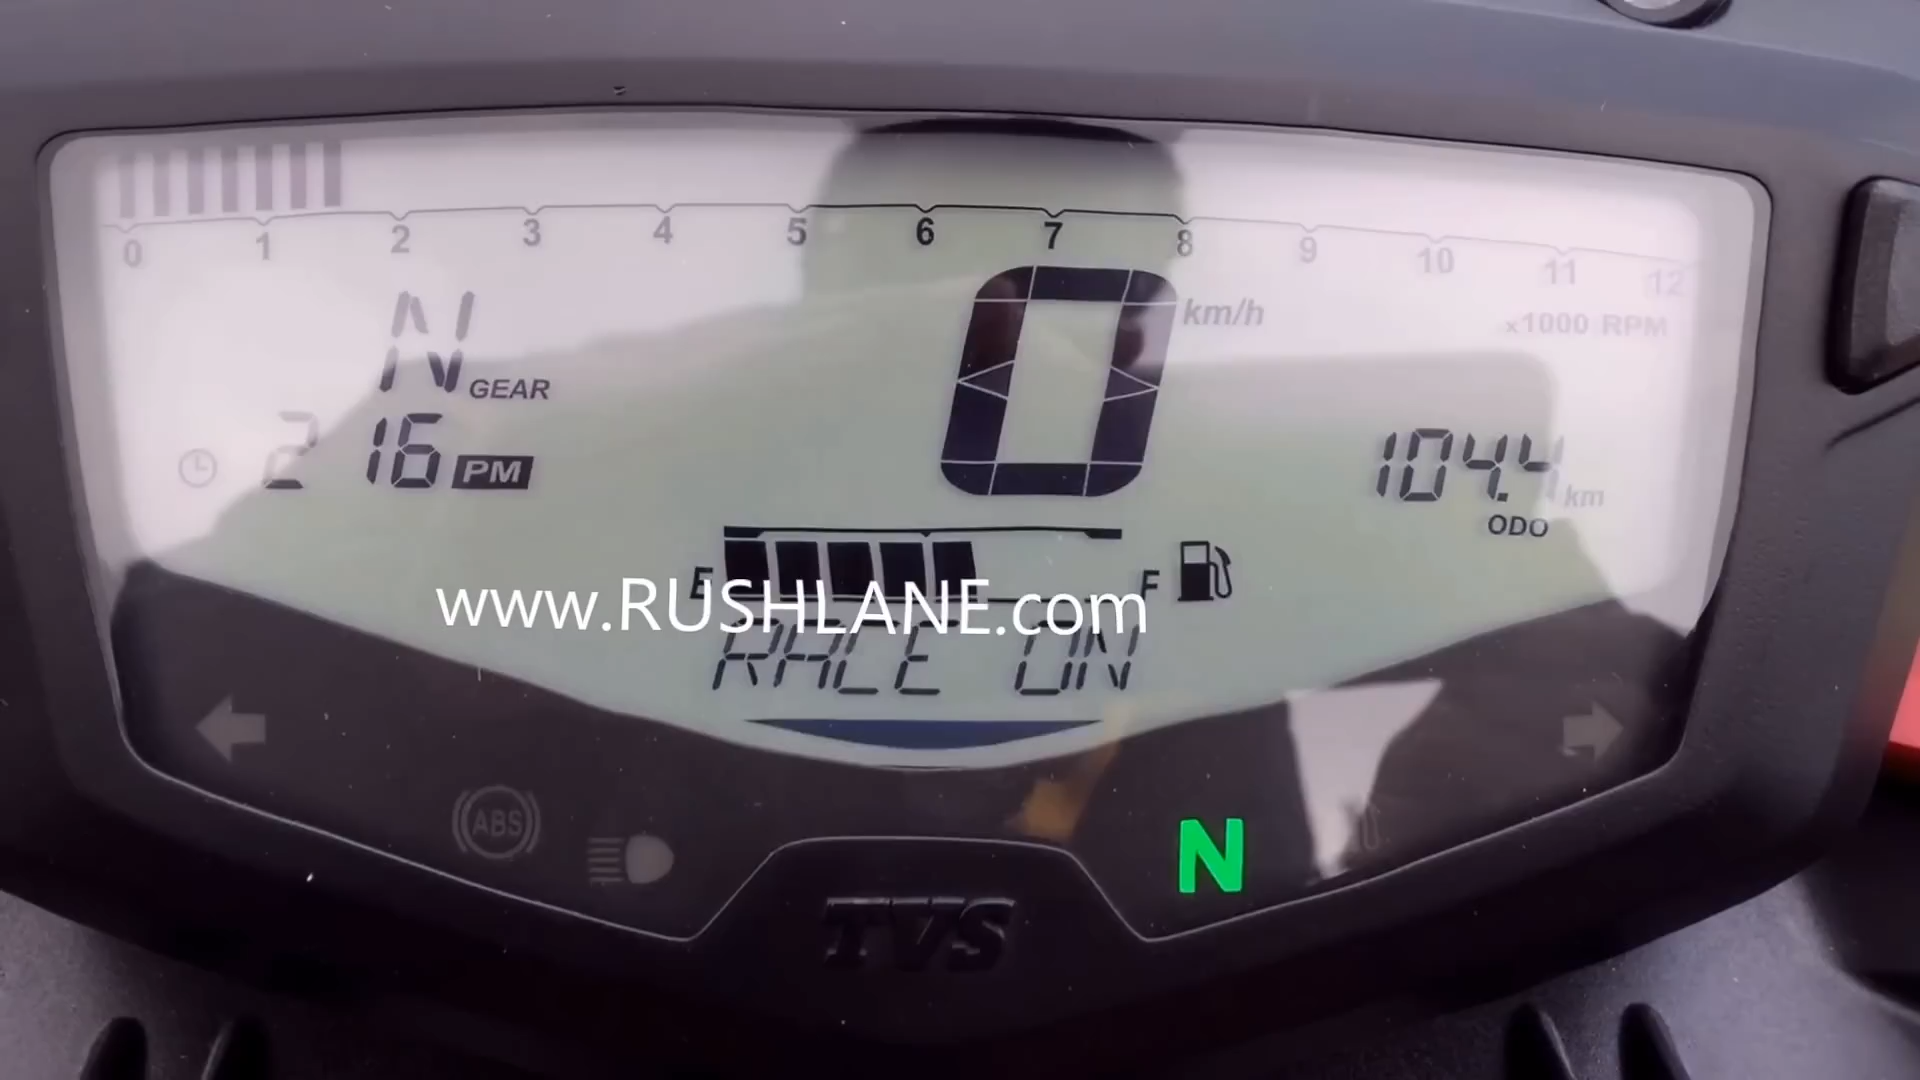 0 1 2 3 4 5 6 7 8 9 10 11 12
x1000 RPM
N GEAR
0 km/h
2 16 PM
104.4 km
ODO
E F
www.RUSHLANE.com
RACE ON
ABS
N
TVS